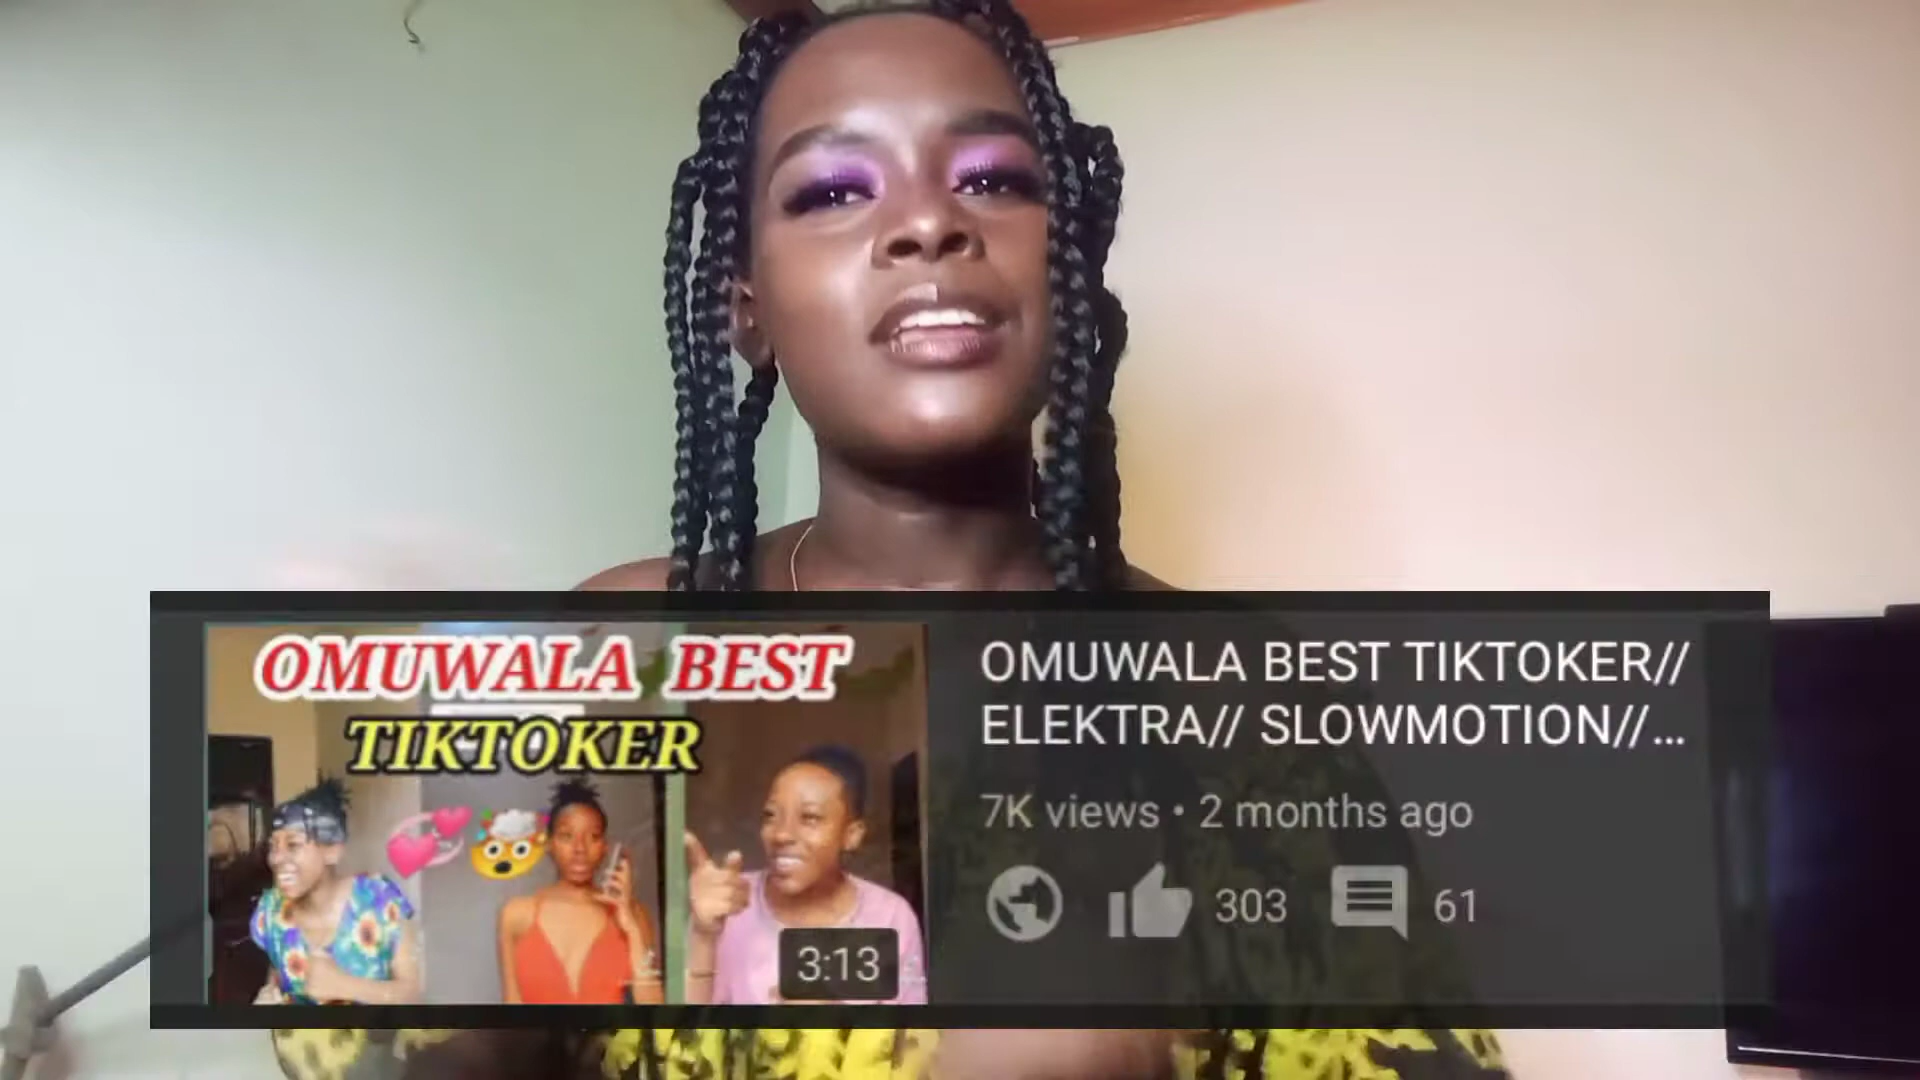 OMUWALA BEST
TIKTOKER
3:13
OMUWALA BEST TIKTOKER//
ELEKTRA// SLOWMOTION//...
7K views • 2 months ago
303
61